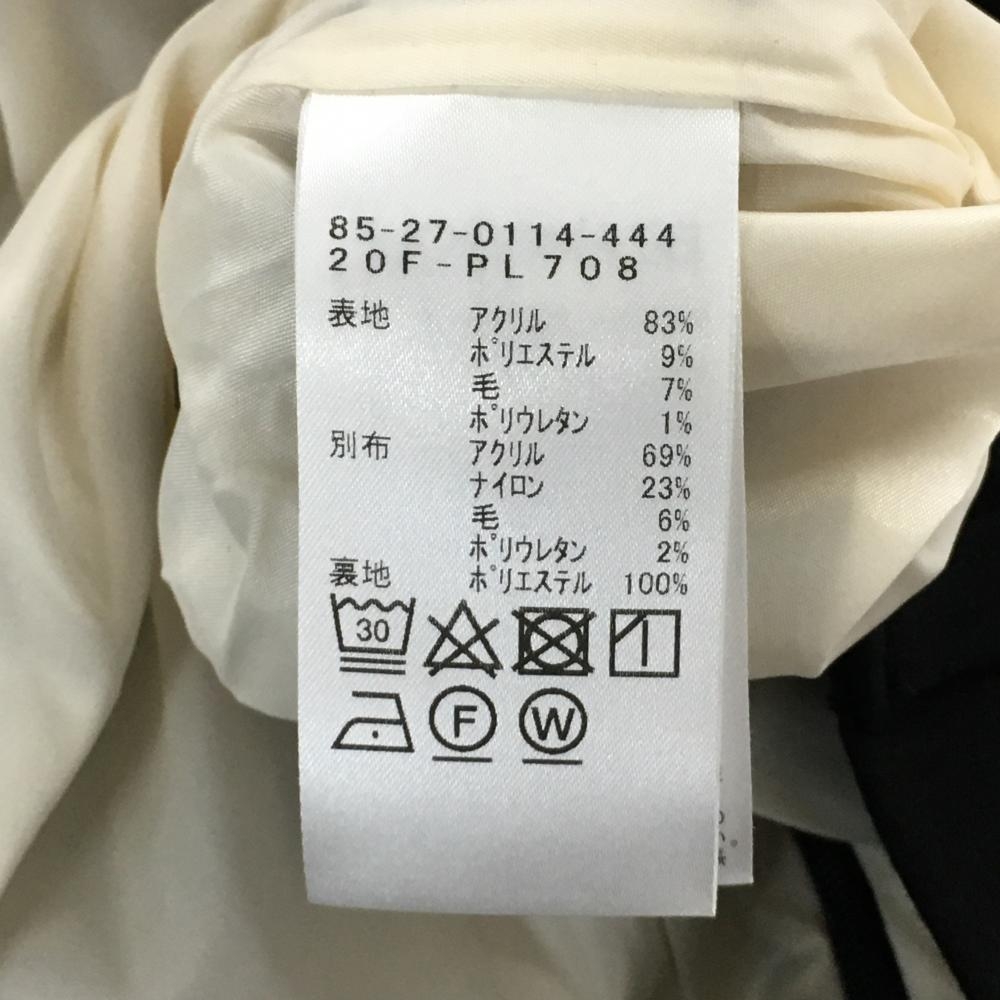 85-27-0114-444
20F-PL708
表地 アクリル 83%
ポリエステル 9%
毛 7%
ポリウレタン 1%
別布 アクリル 69%
ナイロン 23%
毛 6%
ポリウレタン 2%
裏地 ポリエステル 100%
30
F W